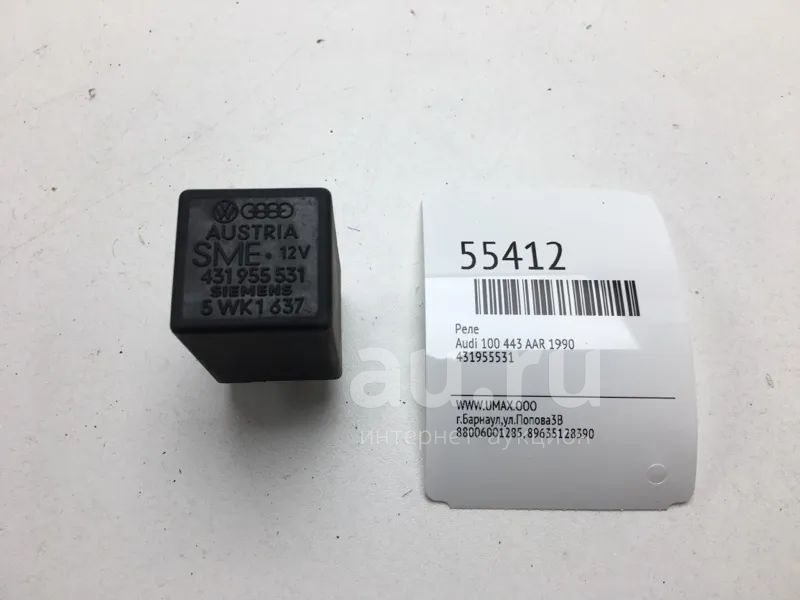 AUSTRIA
SME · 12V
431 955 531
SIEMENS
5 WK1 637
55412
Реле
Audi 100 443 AAR 1990
431955531
WWW.UMAX.OOO
г.Барнаул,ул.Попова3В
88006001285,89635128390
au.ru
интернет-аукцион